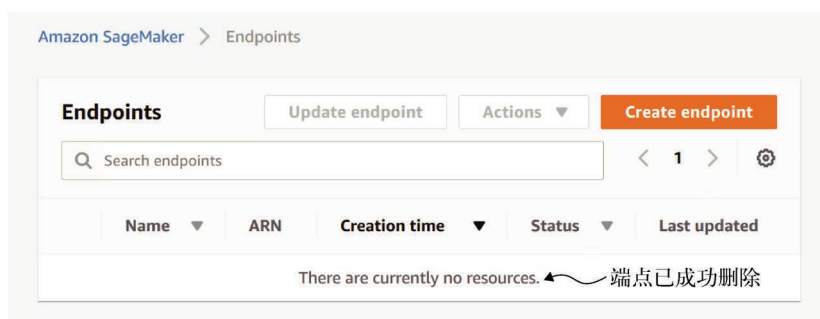 Amazon SageMaker > Endpoints
Endpoints Update endpoint Actions Create endpoint
Search endpoints < 1 >
Name ARN Creation time Status Last updated
There are currently no resources. 端点已成功删除